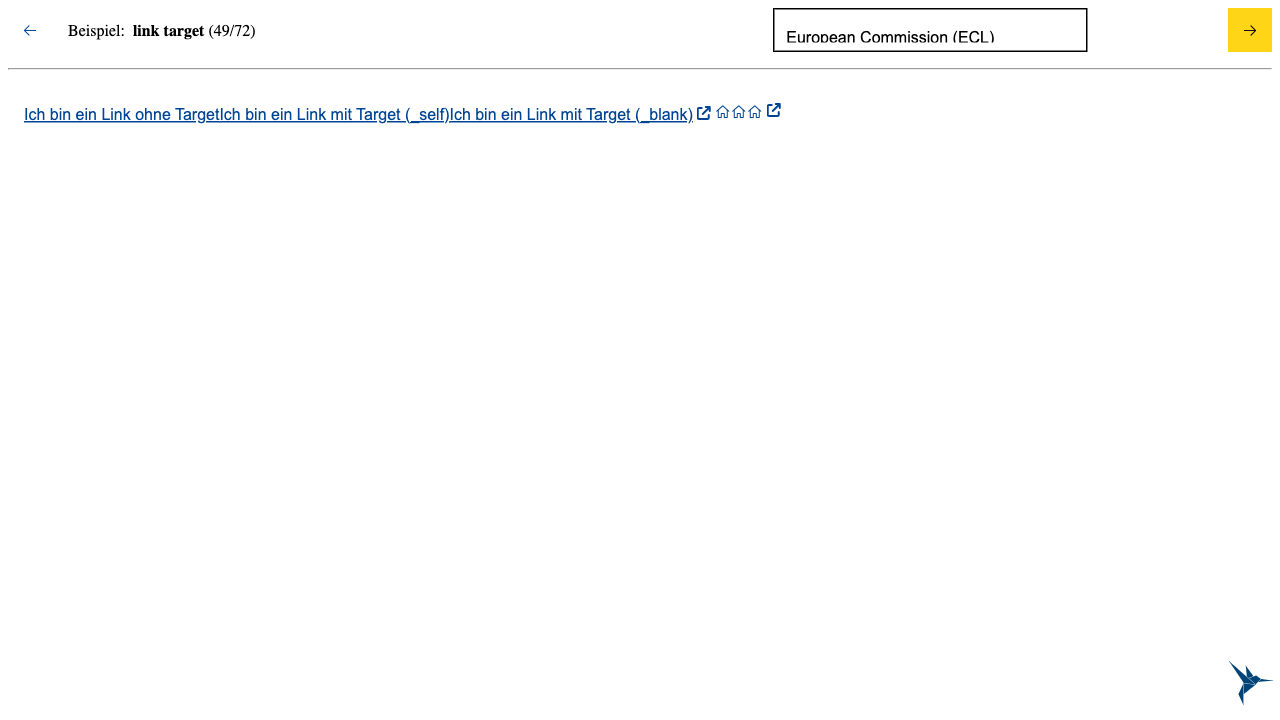 Beispiel: link target (49/72)
European Commission (ECL)
Ich bin ein Link ohne TargetIch bin ein Link mit Target (_self)Ich bin ein Link mit Target (_blank)